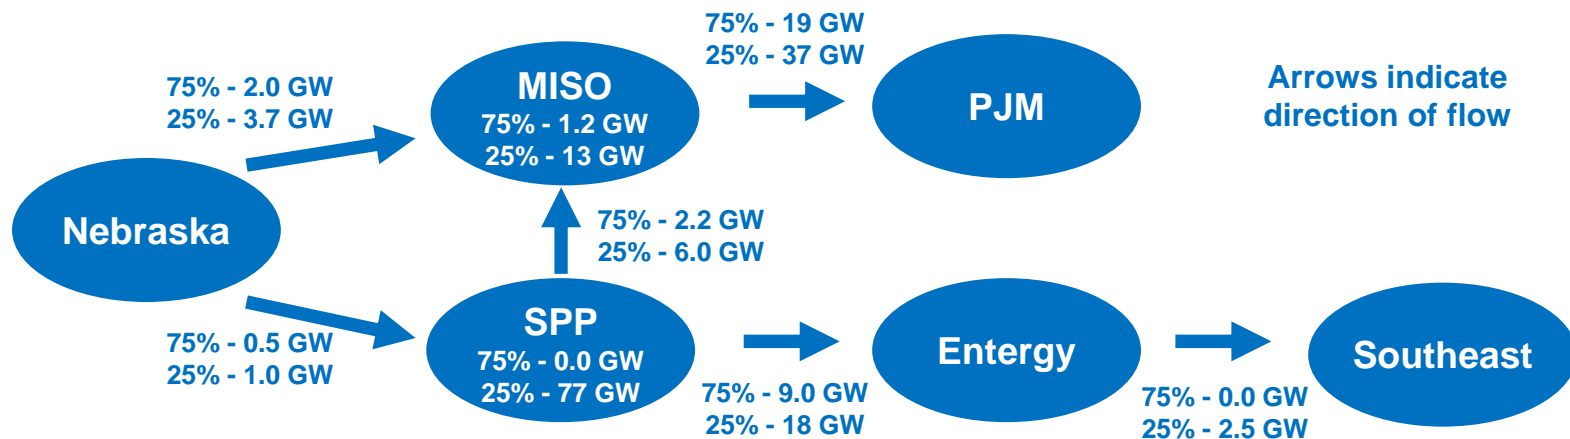 75% - 19 GW
25% - 37 GW
75% - 2.0 GW
25% - 3.7 GW
MISO
75% - 1.2 GW
25% - 13 GW
PJM
Arrows indicate
direction of flow
Nebraska
75% - 2.2 GW
25% - 6.0 GW
75% - 0.5 GW
25% - 1.0 GW
SPP
75% - 0.0 GW
25% - 77 GW
75% - 9.0 GW
25% - 18 GW
Entergy
75% - 0.0 GW
25% - 2.5 GW
Southeast